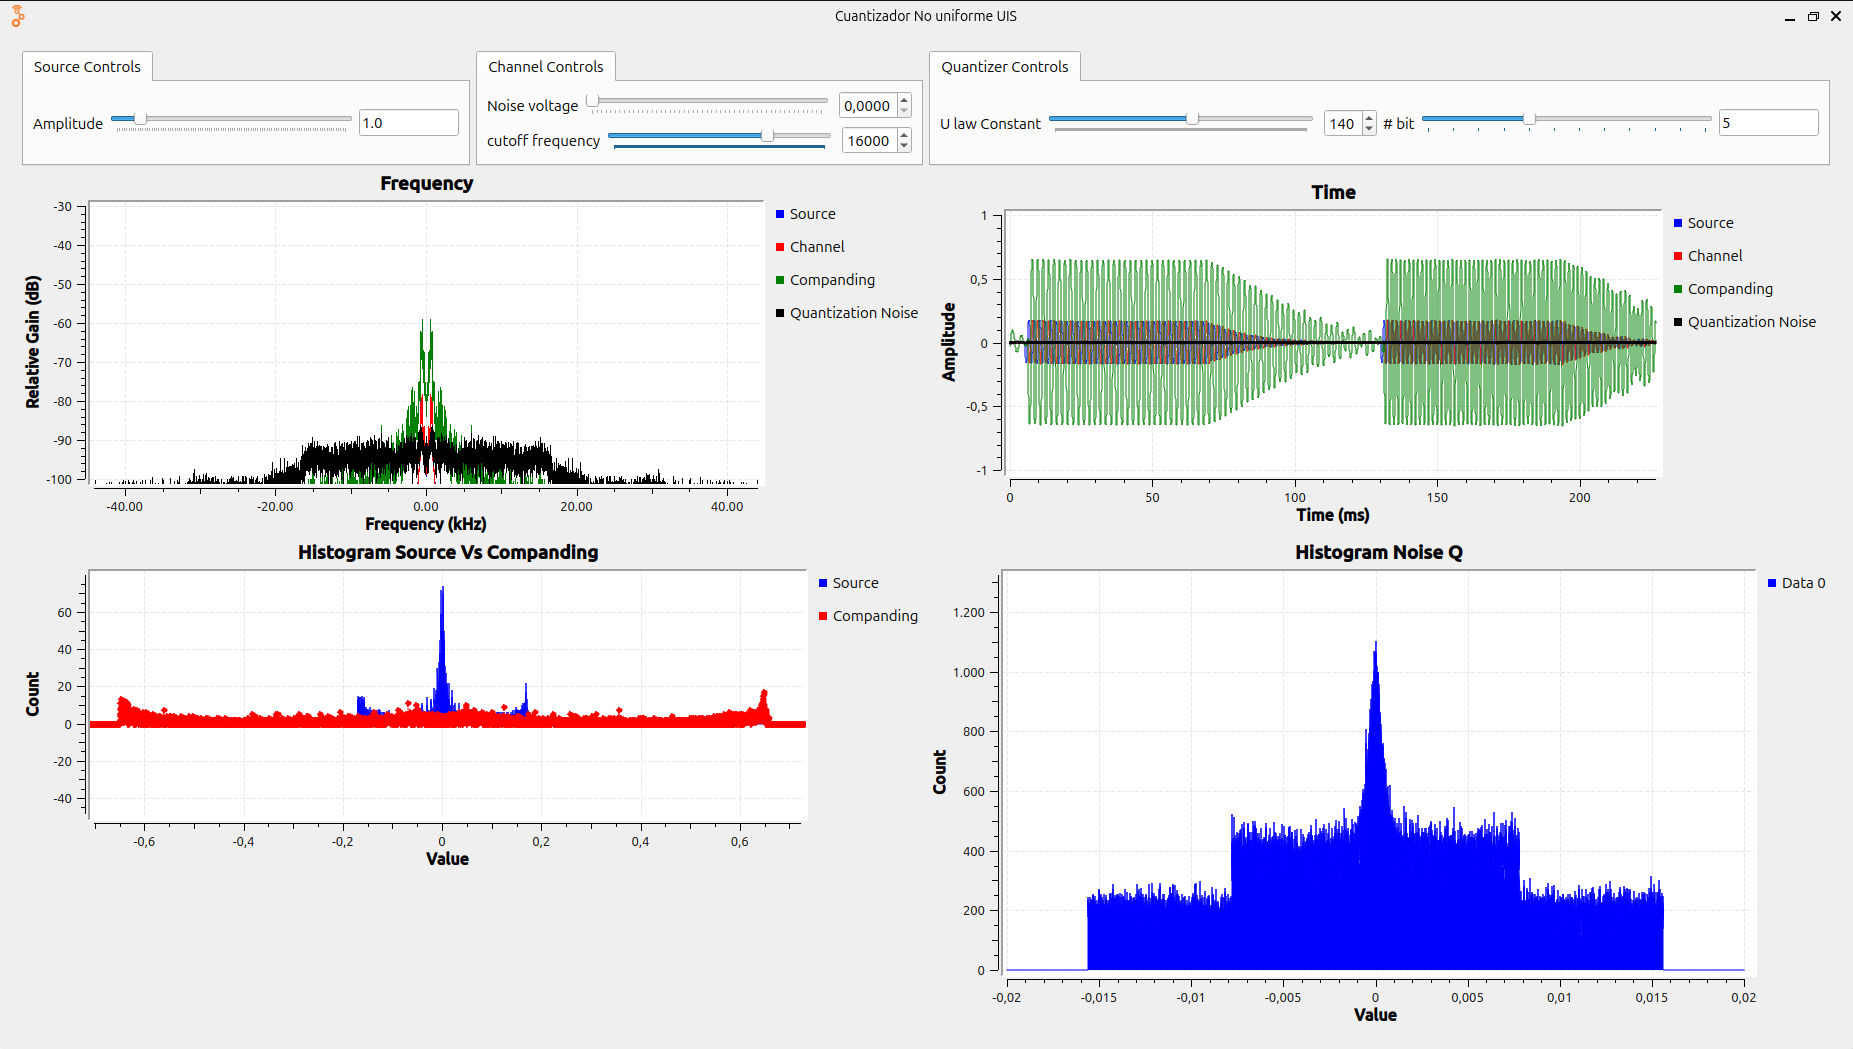 Cuantizador No uniforme UIS
Source Controls
Amplitude 1.0
Channel Controls
Noise voltage 0,0000
cutoff frequency 16000
Quantizer Controls
U law Constant 140 # bit 5
Frequency
Relative Gain (dB)
-30
-40
-50
-60
-70
-80
-90
-100
-40.00 -20.00 0.00 20.00 40.00
Frequency (kHz)
Source
Channel
Companding
Quantization Noise
Time
Amplitude
1
0,5
0
-0,5
-1
0 50 100 150 200
Time (ms)
Source
Channel
Companding
Quantization Noise
Histogram Source Vs Companding
Count
60
40
20
0
-20
-40
-0,6 -0,4 -0,2 0 0,2 0,4 0,6
Value
Source
Companding
Histogram Noise Q
Count
1.200
1.000
800
600
400
200
0
-0,02 -0,015 -0,01 -0,005 0 0,005 0,01 0,015 0,02
Value
Data 0